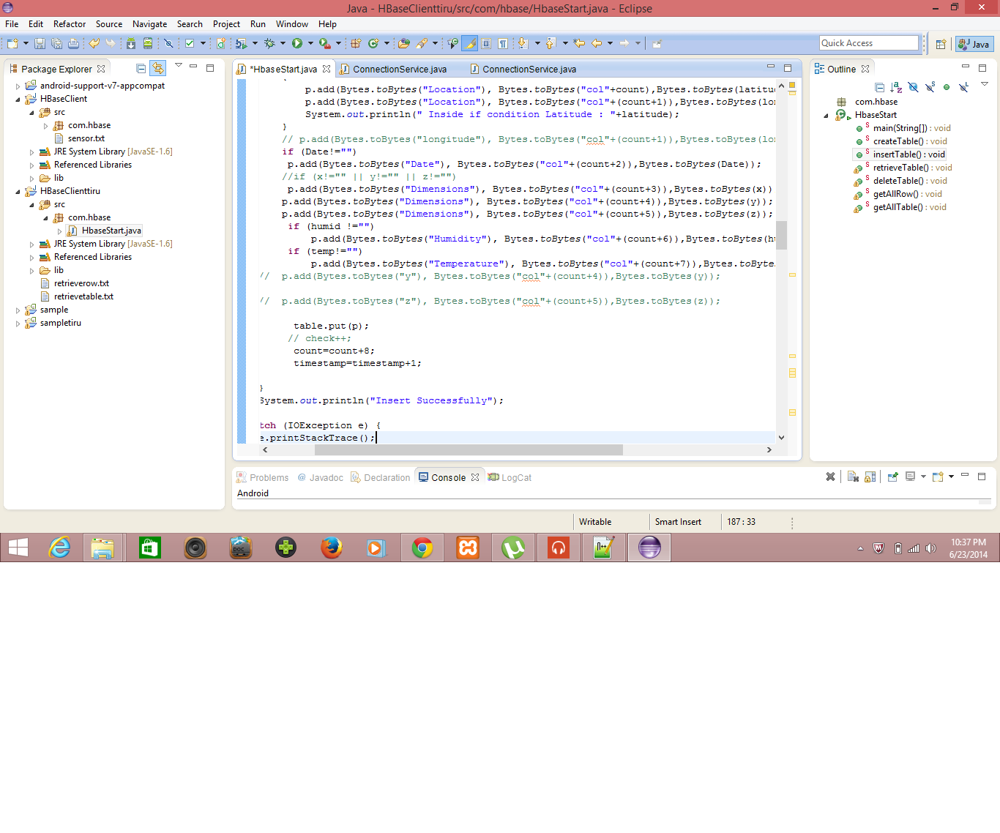 Java - HBaseClienttiru/src/com/hbase/HbaseStart.java - Eclipse
File Edit Refactor Source Navigate Search Project Run Window Help
Quick Access
Java
Package Explorer
android-support-v7-appcompat
HBaseClient
src
com.hbase
sensor.txt
JRE System Library [JavaSE-1.6]
Referenced Libraries
lib
HBaseClienttiru
src
com.hbase
HbaseStart.java
JRE System Library [JavaSE-1.6]
Referenced Libraries
lib
retrieverow.txt
retrievetable.txt
sample
sampletiru
*HbaseStart.java ConnectionService.java ConnectionService.java
}
p.add(Bytes.toBytes("Location"), Bytes.toBytes("col"+count),Bytes.toBytes(latitud
p.add(Bytes.toBytes("Location"), Bytes.toBytes("col"+(count+1)),Bytes.toBytes(lon
System.out.println(" Inside if condition Latitude : "+latitude);
}
// p.add(Bytes.toBytes("longitude"), Bytes.toBytes("col"+(count+1)),Bytes.toBytes(lon
if (Date!="")
p.add(Bytes.toBytes("Date"), Bytes.toBytes("col"+(count+2)),Bytes.toBytes(Date));
//if (x!="" || y!="" || z!="")
p.add(Bytes.toBytes("Dimensions"), Bytes.toBytes("col"+(count+3)),Bytes.toBytes(x))
p.add(Bytes.toBytes("Dimensions"), Bytes.toBytes("col"+(count+4)),Bytes.toBytes(y));
p.add(Bytes.toBytes("Dimensions"), Bytes.toBytes("col"+(count+5)),Bytes.toBytes(z));
if (humid !="")
p.add(Bytes.toBytes("Humidity"), Bytes.toBytes("col"+(count+6)),Bytes.toBytes(hu
if (temp!="")
p.add(Bytes.toBytes("Temperature"), Bytes.toBytes("col"+(count+7)),Bytes.toByte
// p.add(Bytes.toBytes("y"), Bytes.toBytes("col"+(count+4)),Bytes.toBytes(y));
// p.add(Bytes.toBytes("z"), Bytes.toBytes("col"+(count+5)),Bytes.toBytes(z));
table.put(p);
// check++;
count=count+8;
timestamp=timestamp+1;
}
System.out.println("Insert Successfully");
tch (IOException e) {
e.printStackTrace();
Outline
com.hbase
HbaseStart
main(String[]) : void
createTable() : void
insertTable() : void
retrieveTable() : void
deleteTable() : void
getAllRow() : void
getAllTable() : void
Problems @ Javadoc Declaration Console LogCat
Android
Writable Smart Insert 187 : 33
10:37 PM
6/23/2014